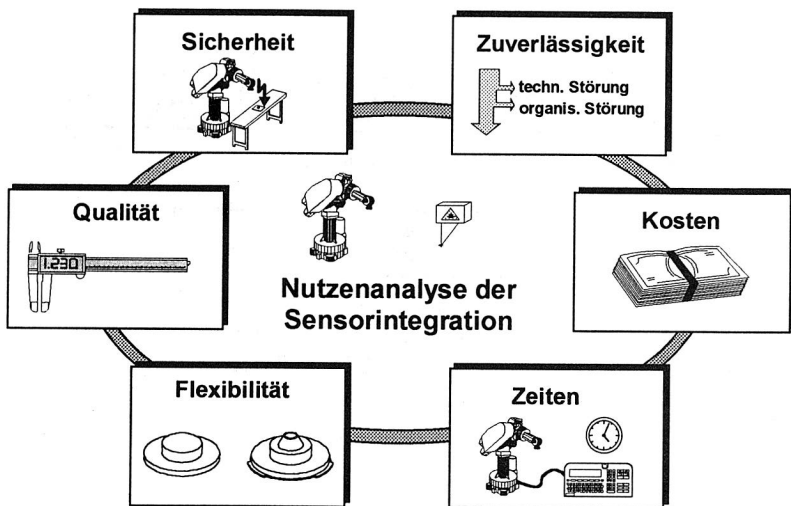 Sicherheit
Zuverlässigkeit
techn. Störung
organis. Störung
Qualität
1.230
Kosten
Nutzenanalyse der
Sensorintegration
Flexibilität
Zeiten